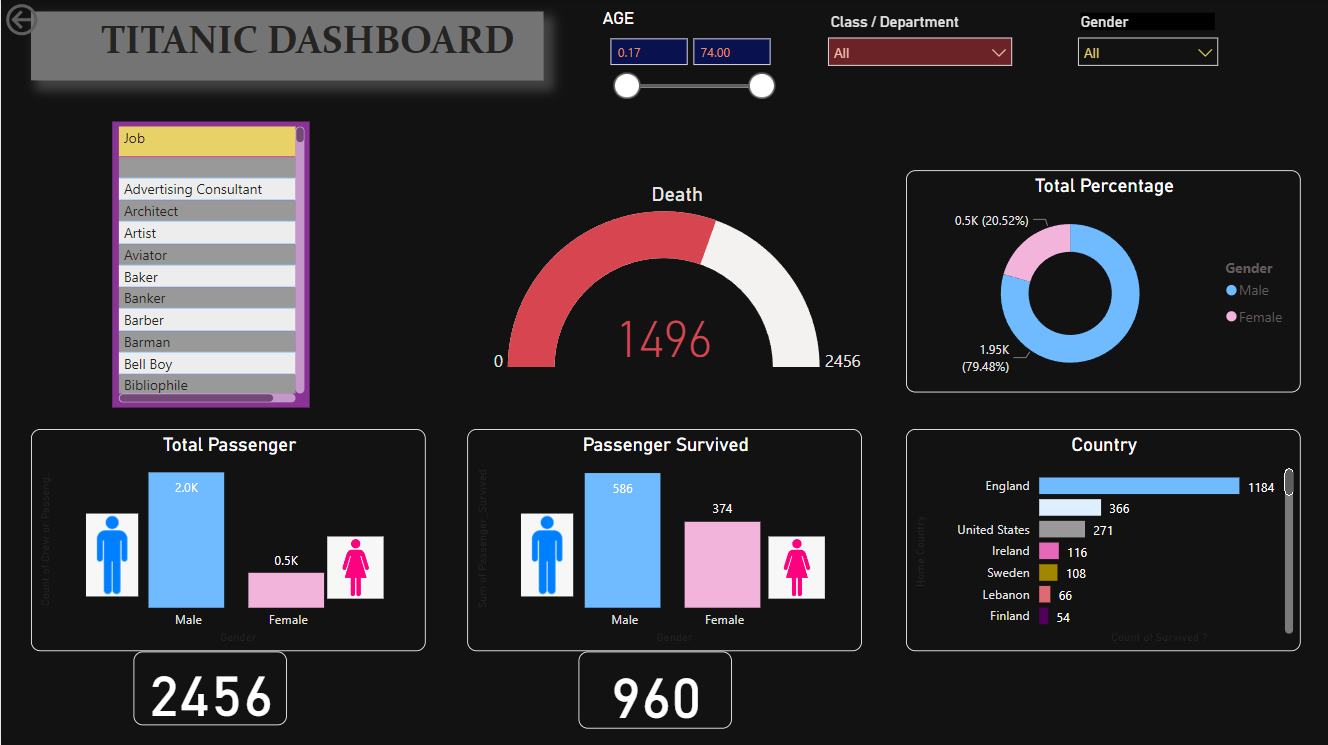 TITANIC DASHBOARD
AGE
0.17
74.00
Class / Department
All
Gender
All
Job
Advertising Consultant
Architect
Artist
Aviator
Baker
Banker
Barber
Barman
Bell Boy
Bibliophile
Death
1496
0
2456
Total Percentage
0.5K (20.52%)
1.95K
(79.48%)
Gender
Male
Female
Total Passenger
Count of Crew or Passeng...
2.0K
0.5K
Male
Female
Gender
2456
Passenger Survived
Sum of Passenger_Survived
586
374
Male
Female
Gender
960
Country
Home Country
England
1184
366
United States
271
Ireland
116
Sweden
108
Lebanon
66
Finland
54
Count of Survived ?